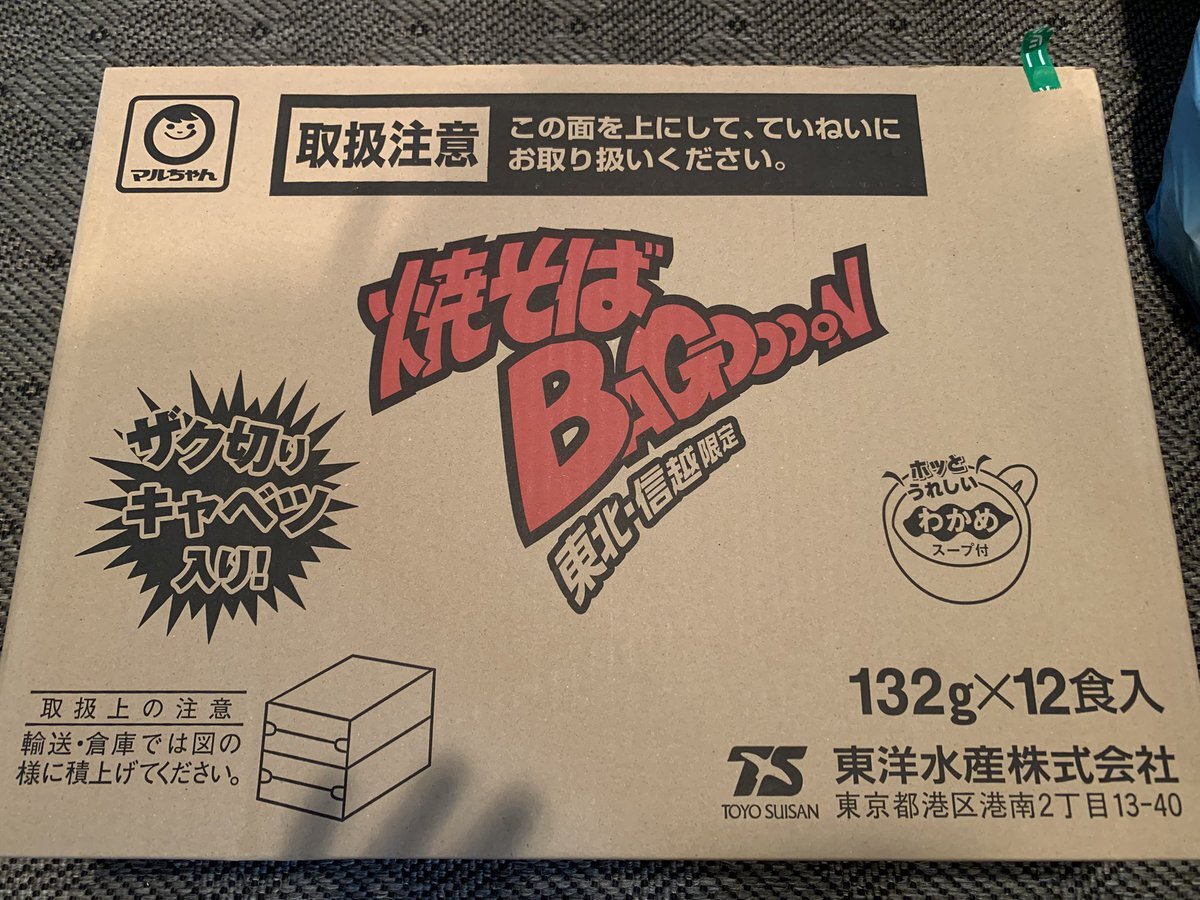 マルちゃん
取扱注意
この面を上にして、ていねいに
お取り扱いください。
焼そば
BAGOOOON
東北・信越限定
ザク切り
キャベツ
入り!
ホッと
うれしい
わかめ
スープ付
取扱上の注意
輸送・倉庫では図の
様に積上げてください。
132g×12食入
TS
TOYO SUISAN
東洋水産株式会社
東京都港区港南2丁目13-40